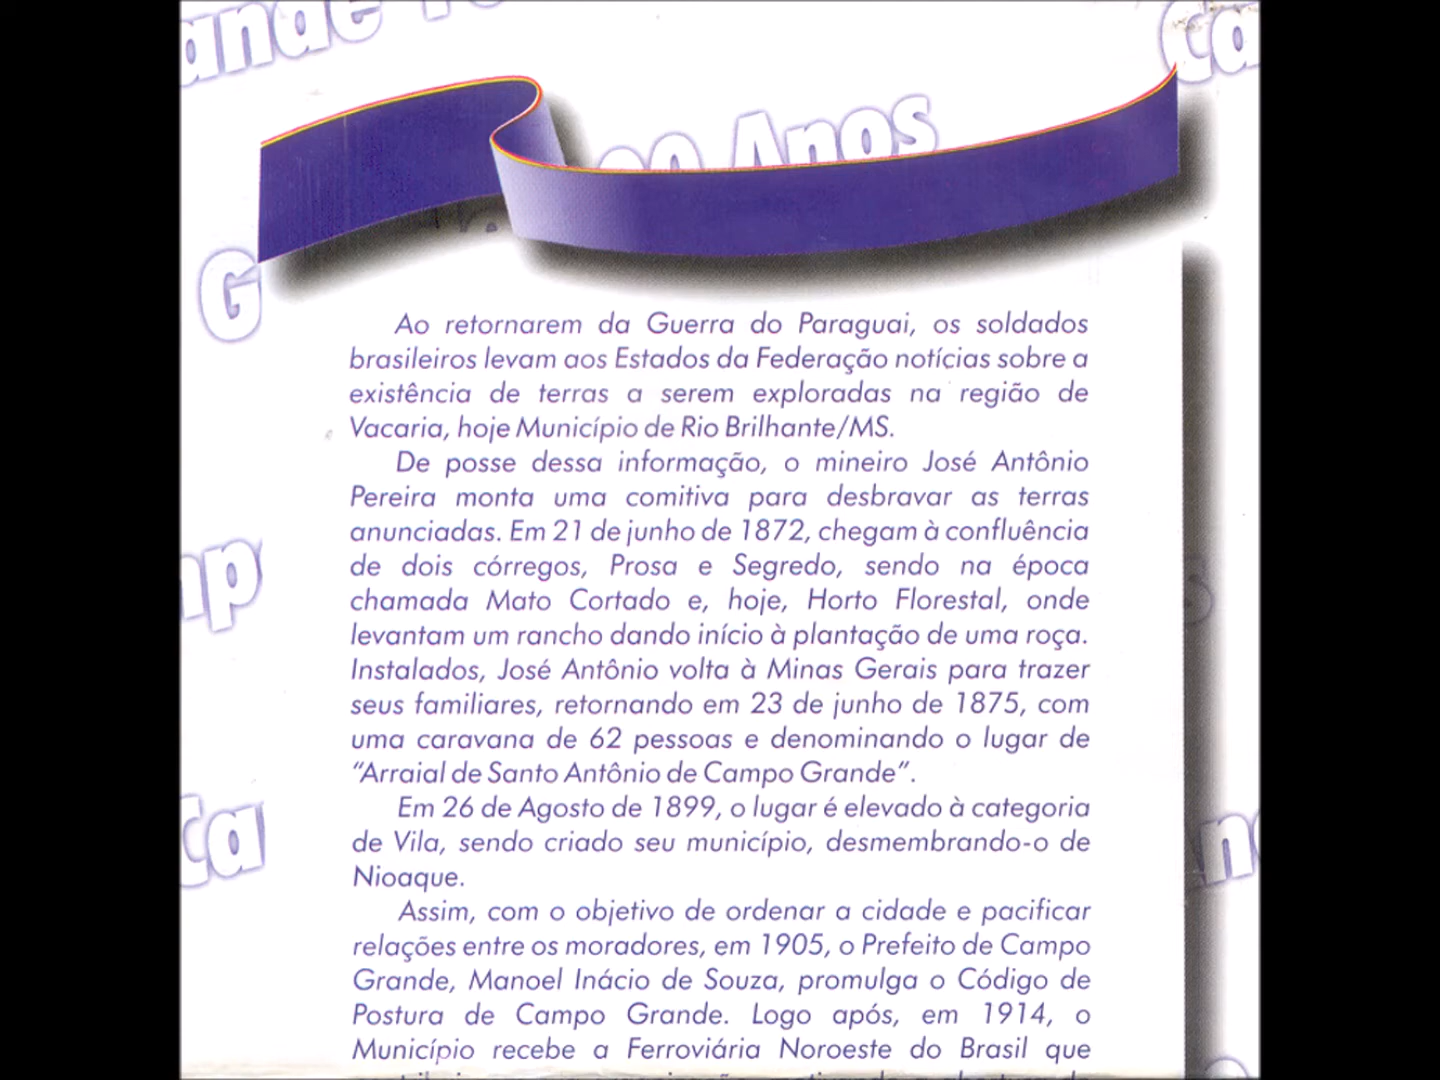 Ca
Anos
G
Ao retornarem da Guerra do Paraguai, os soldados
brasileiros levam aos Estados da Federação notícias sobre a
existência de terras a serem exploradas na região de
Vacaria, hoje Município de Rio Brilhante/MS.
De posse dessa informação, o mineiro José Antônio
Pereira monta uma comitiva para desbravar as terras
anunciadas. Em 21 de junho de 1872, chegam à confluência
de dois córregos, Prosa e Segredo, sendo na época
chamada Mato Cortado e, hoje, Horto Florestal, onde
levantam um rancho dando início à plantação de uma roça.
Instalados, José Antônio volta à Minas Gerais para trazer
seus familiares, retornando em 23 de junho de 1875, com
uma caravana de 62 pessoas e denominando o lugar de
“Arraial de Santo Antônio de Campo Grande”.
Em 26 de Agosto de 1899, o lugar é elevado à categoria
de Vila, sendo criado seu município, desmembrando-o de
Nioaque.
Assim, com o objetivo de ordenar a cidade e pacificar
relações entre os moradores, em 1905, o Prefeito de Campo
Grande, Manoel Inácio de Souza, promulga o Código de
Postura de Campo Grande. Logo após, em 1914, o
Município recebe a Ferroviária Noroeste do Brasil que